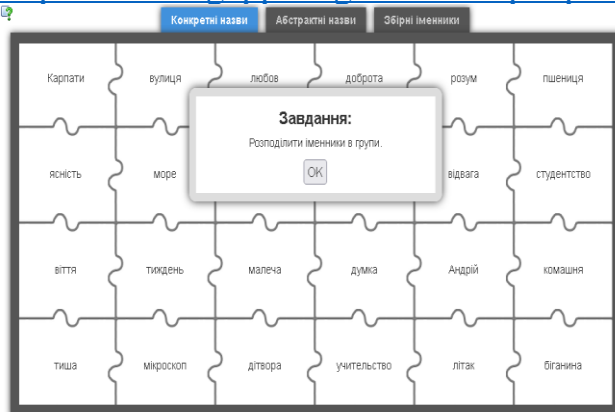 Конкретні назви Абстрактні назви Збірні іменники
Карпати вулиця любов доброта розум пшениця
Завдання:
Розподілити іменники в групи.
OK
ясність море відвага студентство
віття тиждень малеча думка Андрій комашня
тиша мікроскоп дітвора учительство літак біганина